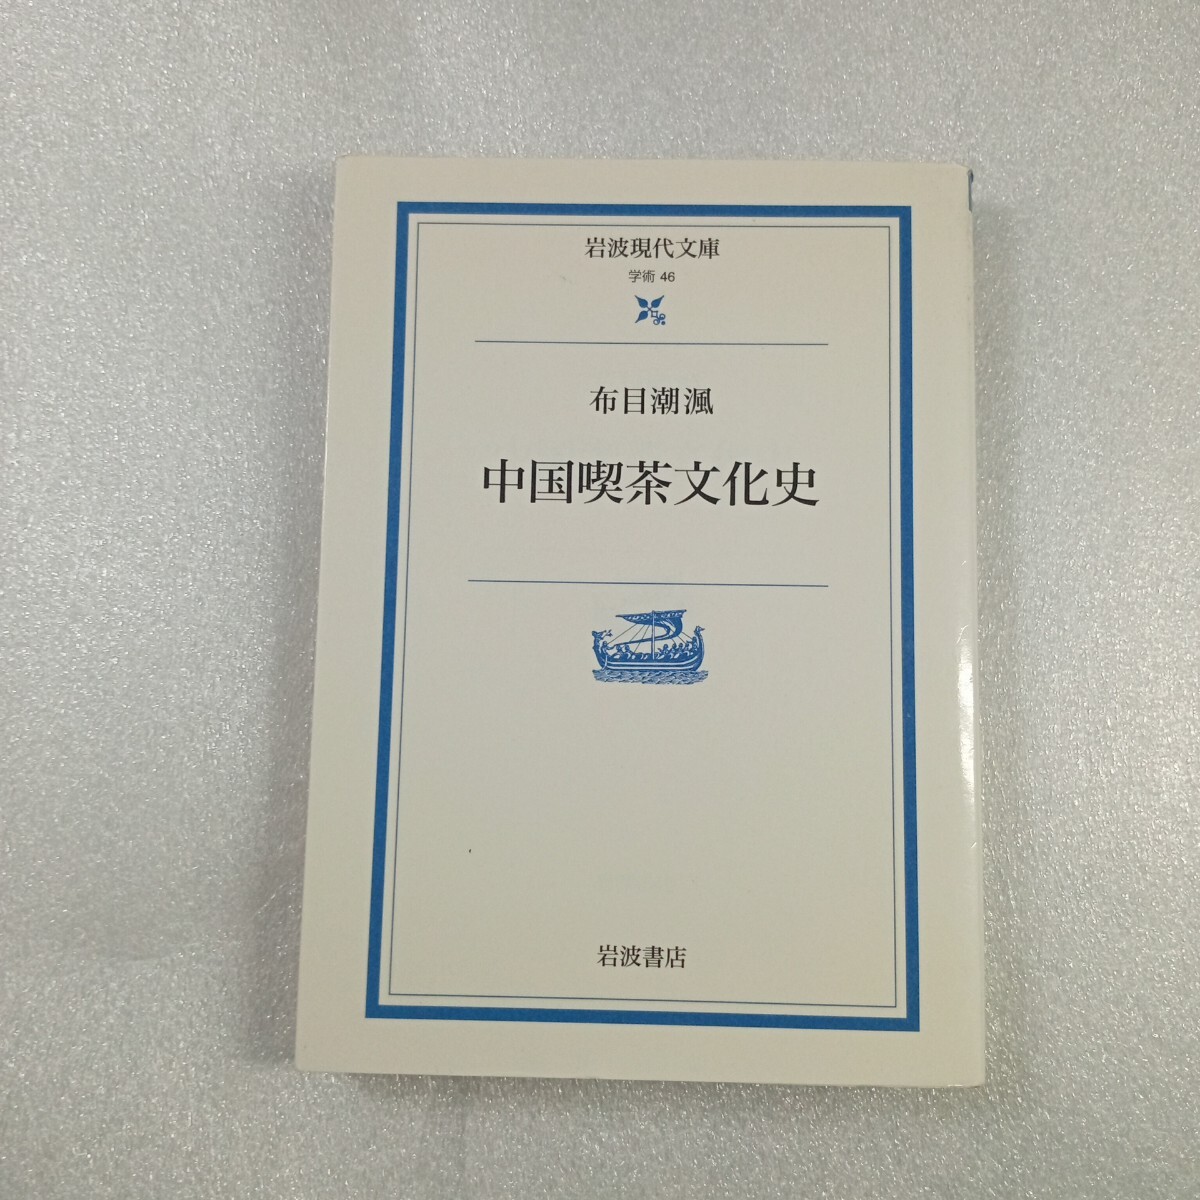 岩波現代文庫
学術 46
布目潮渢
中国喫茶文化史
岩波書店